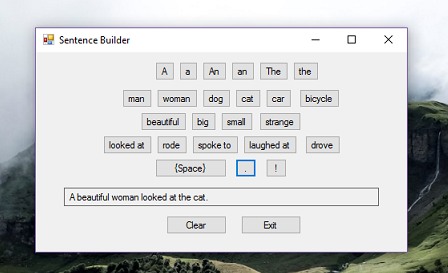 Sentence Builder
A a An an The the
man woman dog cat car bicycle
beautiful big small strange
looked at rode spoke to laughed at drove
{Space} . !
A beautiful woman looked at the cat.
Clear Exit